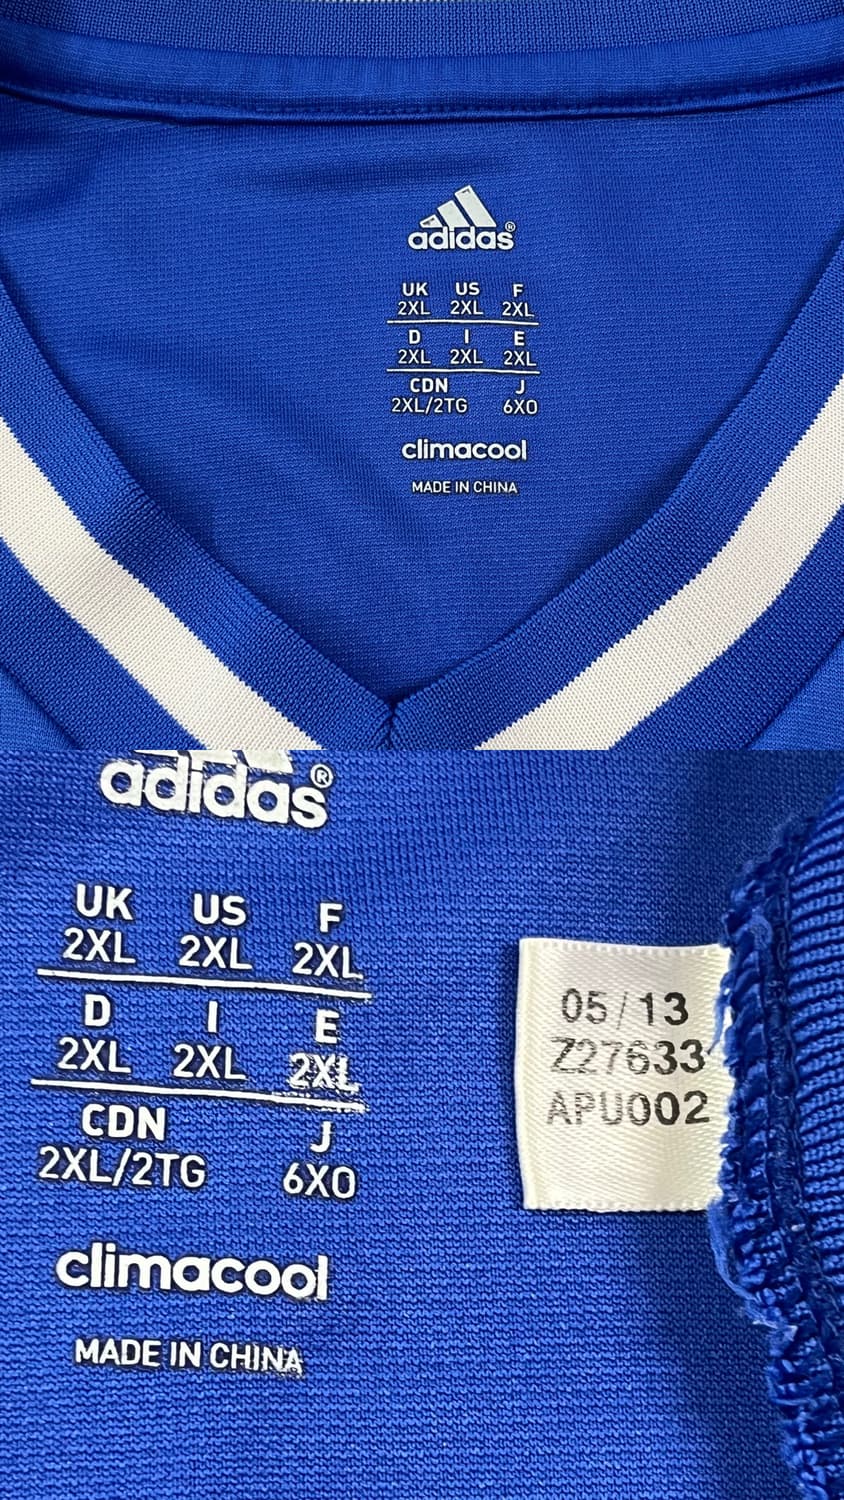 adidas®
UK US F
2XL 2XL 2XL
D I E
2XL 2XL 2XL
CDN J
2XL/2TG 6XO
climacool
MADE IN CHINA
adidas®
UK US F
2XL 2XL 2XL
D I E
2XL 2XL 2XL
CDN J
2XL/2TG 6XO
climacool
MADE IN CHINA
05/13
Z27633
APU002